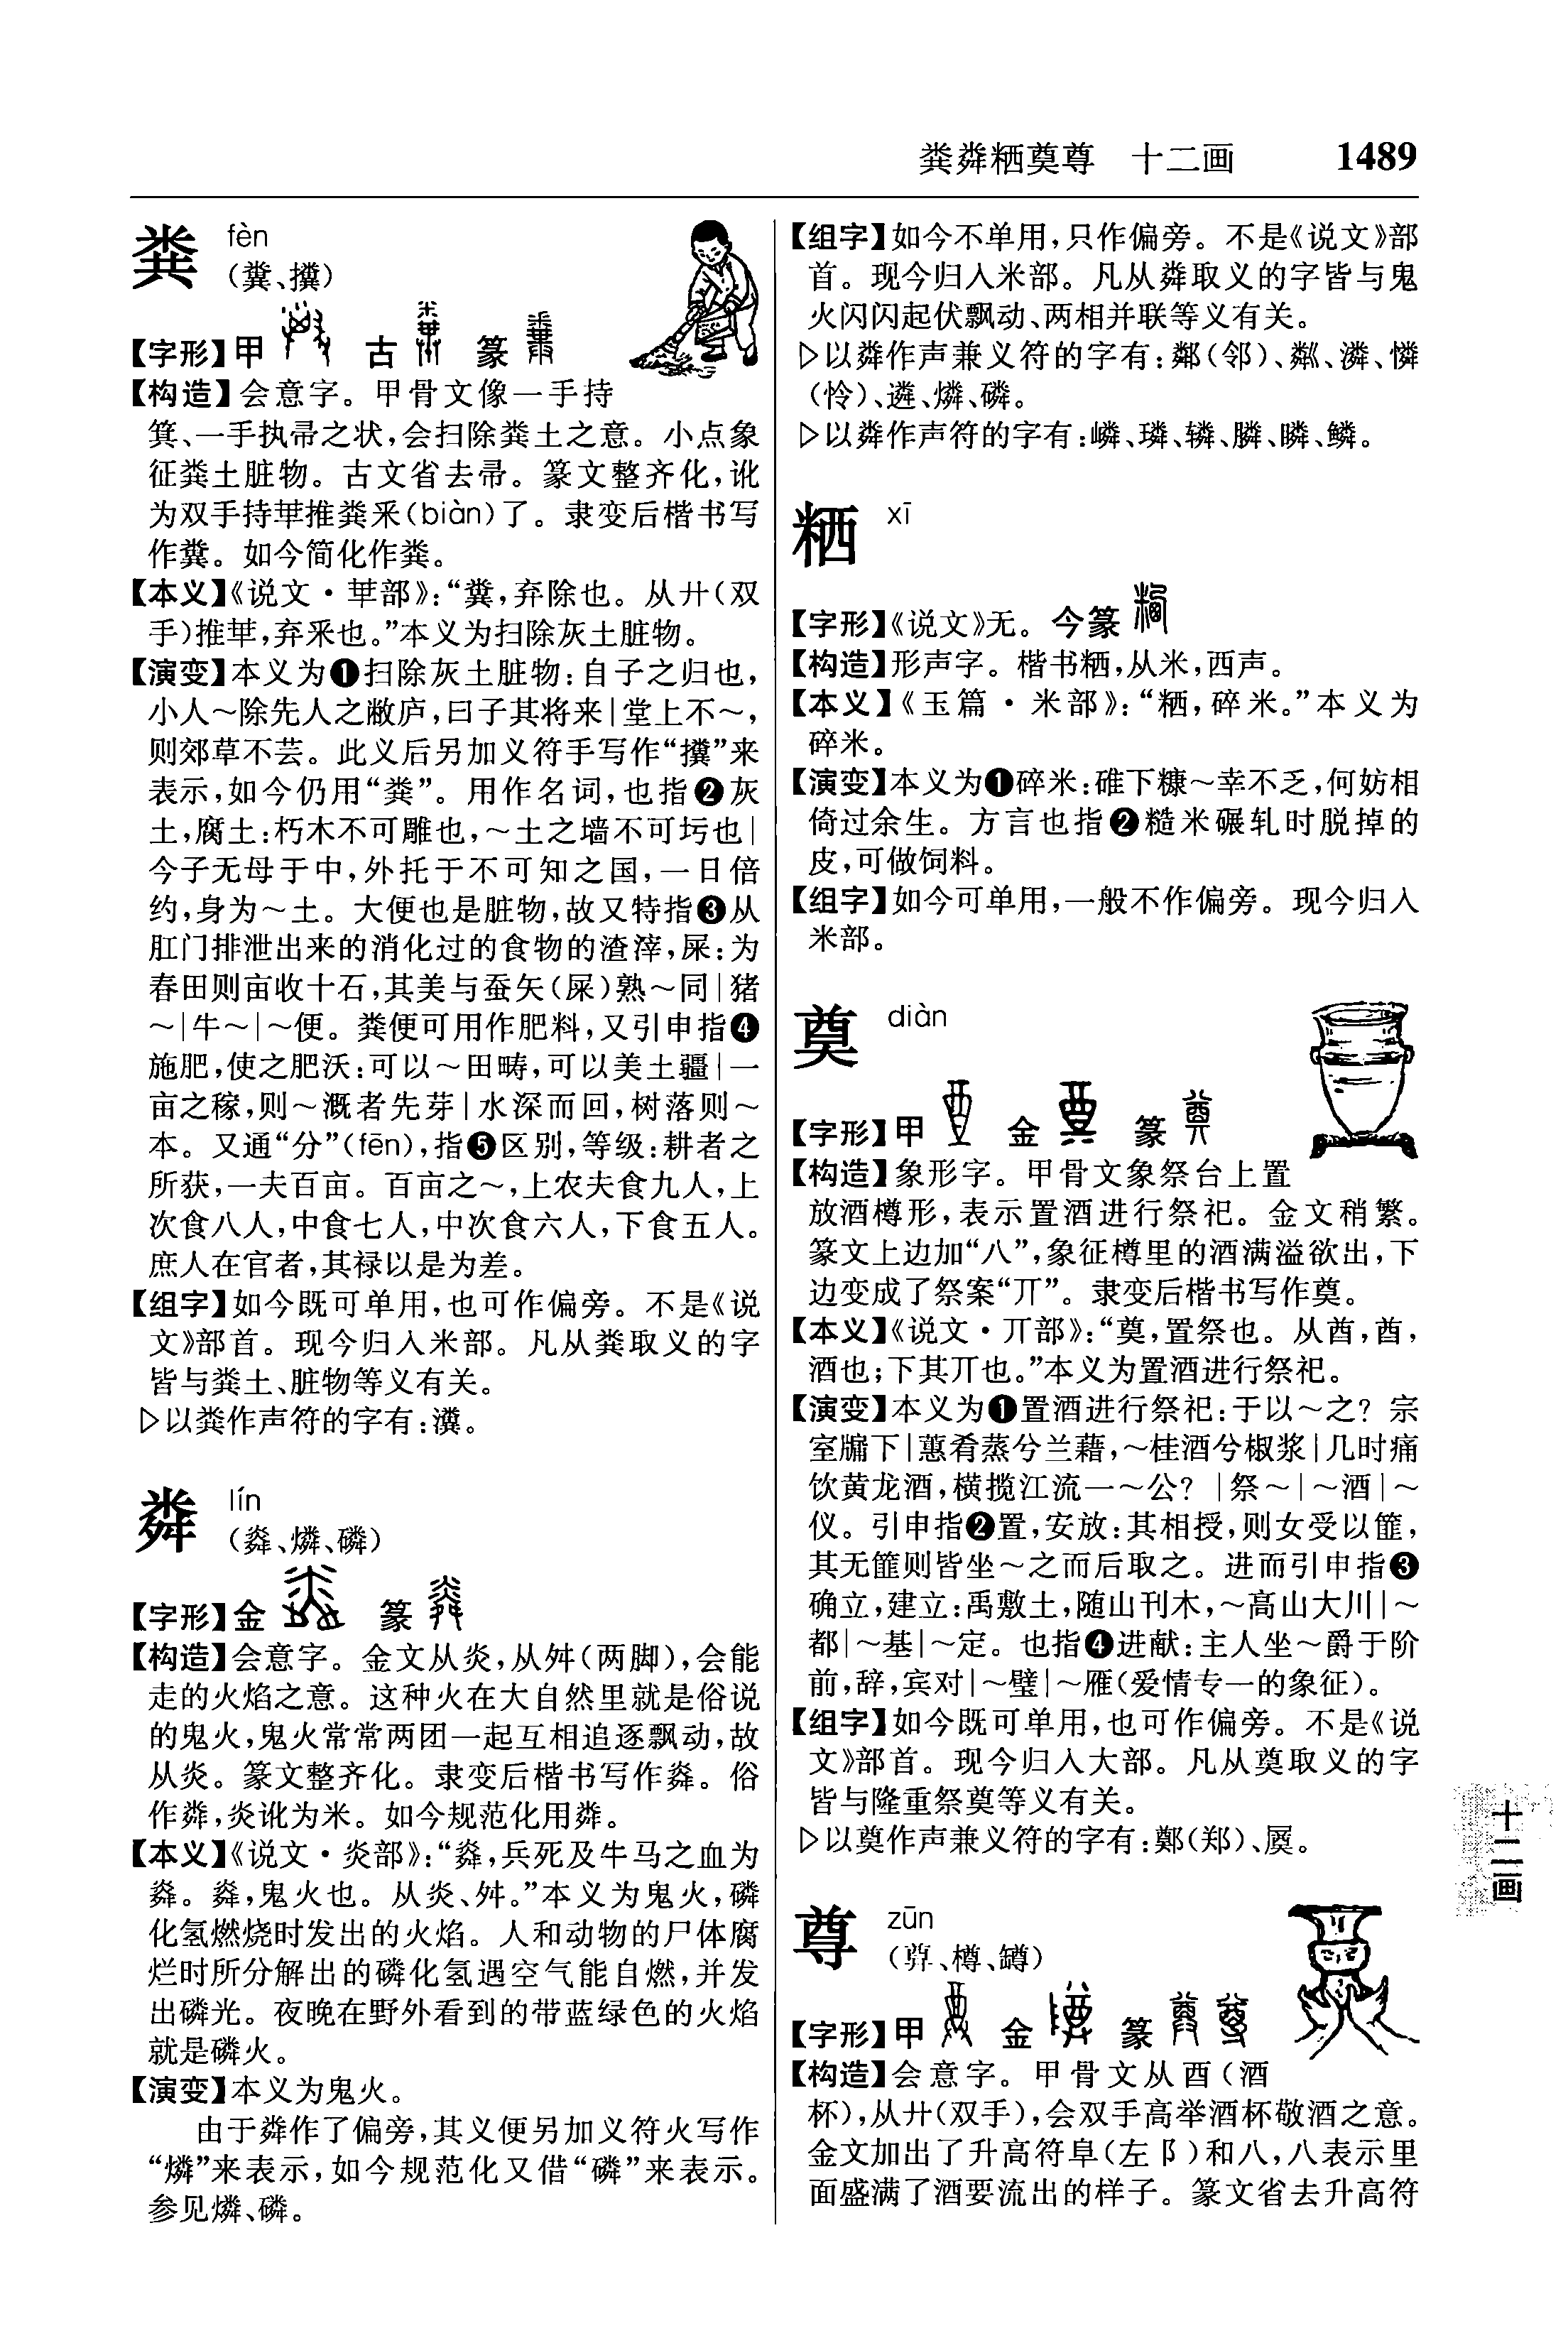 粪粦粞奠尊　十二画　1489
粪 fèn
（糞、攢）
【字形】甲 古 篆
【构造】会意字。甲骨文像一手持
箕、一手执帚之状，会扫除粪土之意。小点象
征粪土脏物。古文省去帚。篆文整齐化，讹
为双手持𠦒推粪釆（biàn）了。隶变后楷书写
作糞。如今简化作粪。
【本义】《说文·𠦒部》：“糞，弃除也。从廾（双
手）推𠦒，弃釆也。”本义为扫除灰土脏物。
【演变】本义为❶扫除灰土脏物：自子之归也，
小人～除先人之敝庐，曰子其将来|堂上不～，
则郊草不芸。此义后另加义符手写作“攢”来
表示，如今仍用“粪”。用作名词，也指❷灰
土，腐土：朽木不可雕也，～土之墙不可圬也|
今子无母于中，外托于不可知之国，一日倍
约，身为～土。大便也是脏物，故又特指❸从
肛门排泄出来的消化过的食物的渣滓，屎：为
春田则亩收十石，其美与蚕矢（屎）熟～同|猪
～|牛～|～便。粪便可用作肥料，又引申指❹
施肥，使之肥沃：可以～田畴，可以美土疆|一
亩之稼，则～溉者先芽|水深而回，树落则～
本。又通“分”（fēn），指❺区别，等级：耕者之
所获，一夫百亩。百亩之～，上农夫食九人，上
次食八人，中食七人，中次食六人，下食五人。
庶人在官者，其禄以是为差。
【组字】如今既可单用，也可作偏旁。不是《说
文》部首。现今归入米部。凡从粪取义的字
皆与粪土、脏物等义有关。
▷以粪作声符的字有：瀵。
粦 lín
（㷠、燐、磷）
【字形】金 篆
【构造】会意字。金文从炎，从舛（两脚），会能
走的火焰之意。这种火在大自然里就是俗说
的鬼火，鬼火常常两团一起互相追逐飘动，故
从炎。篆文整齐化。隶变后楷书写作㷠。俗
作粦，炎讹为米。如今规范化用粦。
【本义】《说文·炎部》：“㷠，兵死及牛马之血为
㷠。㷠，鬼火也。从炎、舛。”本义为鬼火，磷
化氢燃烧时发出的火焰。人和动物的尸体腐
烂时所分解出的磷化氢遇空气能自燃，并发
出磷光。夜晚在野外看到的带蓝绿色的火焰
就是磷火。
【演变】本义为鬼火。
由于粦作了偏旁，其义便另加义符火写作
“燐”来表示，如今规范化又借“磷”来表示。
参见燐、磷。
【组字】如今不单用，只作偏旁。不是《说文》部
首。现今归入米部。凡从粦取义的字皆与鬼
火闪闪起伏飘动、两相并联等义有关。
▷以粦作声兼义符的字有：鄰（邻）、粼、潾、憐
（怜）、遴、燐、磷。
▷以粦作声符的字有：嶙、璘、辚、膦、瞵、鳞。
粞 xī
【字形】《说文》无。今篆
【构造】形声字。楷书粞，从米，西声。
【本义】《玉篇·米部》：“粞，碎米。”本义为
碎米。
【演变】本义为❶碎米：碓下糠～幸不乏，何妨相
倚过余生。方言也指❷糙米碾轧时脱掉的
皮，可做饲料。
【组字】如今可单用，一般不作偏旁。现今归入
米部。
奠 diàn
【字形】甲 金 篆
【构造】象形字。甲骨文象祭台上置
放酒樽形，表示置酒进行祭祀。金文稍繁。
篆文上边加“八”，象征樽里的酒满溢欲出，下
边变成了祭案“丌”。隶变后楷书写作奠。
【本义】《说文·丌部》：“奠，置祭也。从酋，酋，
酒也；下其丌也。”本义为置酒进行祭祀。
【演变】本义为❶置酒进行祭祀：于以～之？宗
室牖下|蕙肴蒸兮兰藉，～桂酒兮椒浆|几时痛
饮黄龙酒，横揽江流一～公？|祭～|～酒|～
仪。引申指❷置，安放：其相授，则女受以筐，
其无筐则皆坐～之而后取之。进而引申指❸
确立，建立：禹敷土，随山刊木，～高山大川|～
都|～基|～定。也指❹进献：主人坐～爵于阶
前，辞，宾对|～璧|～雁（爱情专一的象征）。
【组字】如今既可单用，也可作偏旁。不是《说
文》部首。现今归入大部。凡从奠取义的字
皆与隆重祭奠等义有关。
▷以奠作声兼义符的字有：鄭（郑）、㞟。
尊 zūn
（𢍜、樽、罇）
【字形】甲 金 篆
【构造】会意字。甲骨文从酉（酒
杯），从廾（双手），会双手高举酒杯敬酒之意。
金文加出了升高符阜（左阝）和八，八表示里
面盛满了酒要流出的样子。篆文省去升高符
十二画